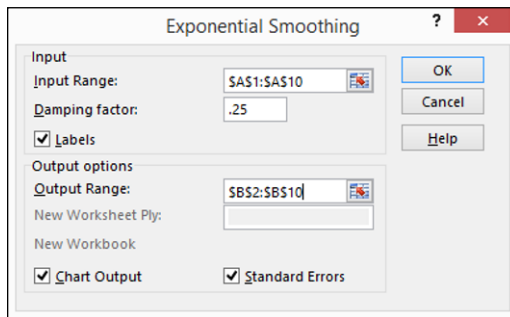 Exponential Smoothing
?
×
Input
Input Range:
$A$1:$A$10
Damping factor:
.25
Labels
OK
Cancel
Help
Output options
Output Range:
$B$2:$B$10
New Worksheet Ply:
New Workbook
Chart Output
Standard Errors